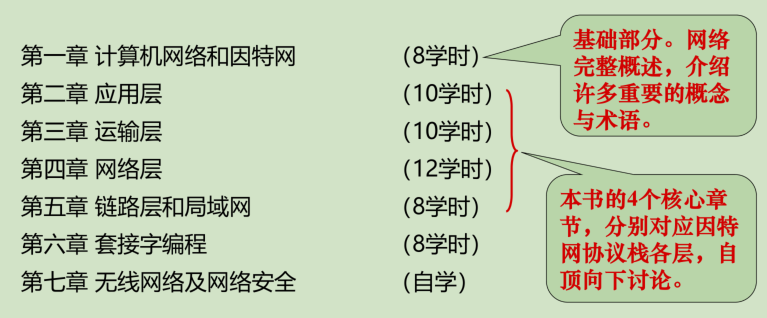 第一章 计算机网络和因特网 (8学时)
第二章 应用层 (10学时)
第三章 运输层 (10学时)
第四章 网络层 (12学时)
第五章 链路层和局域网 (8学时)
第六章 套接字编程 (8学时)
第七章 无线网络及网络安全 (自学)
基础部分。网络
完整概述，介绍
许多重要的概念
与术语。
本书的4个核心章
节，分别对应因特
网协议栈各层，自
顶向下讨论。